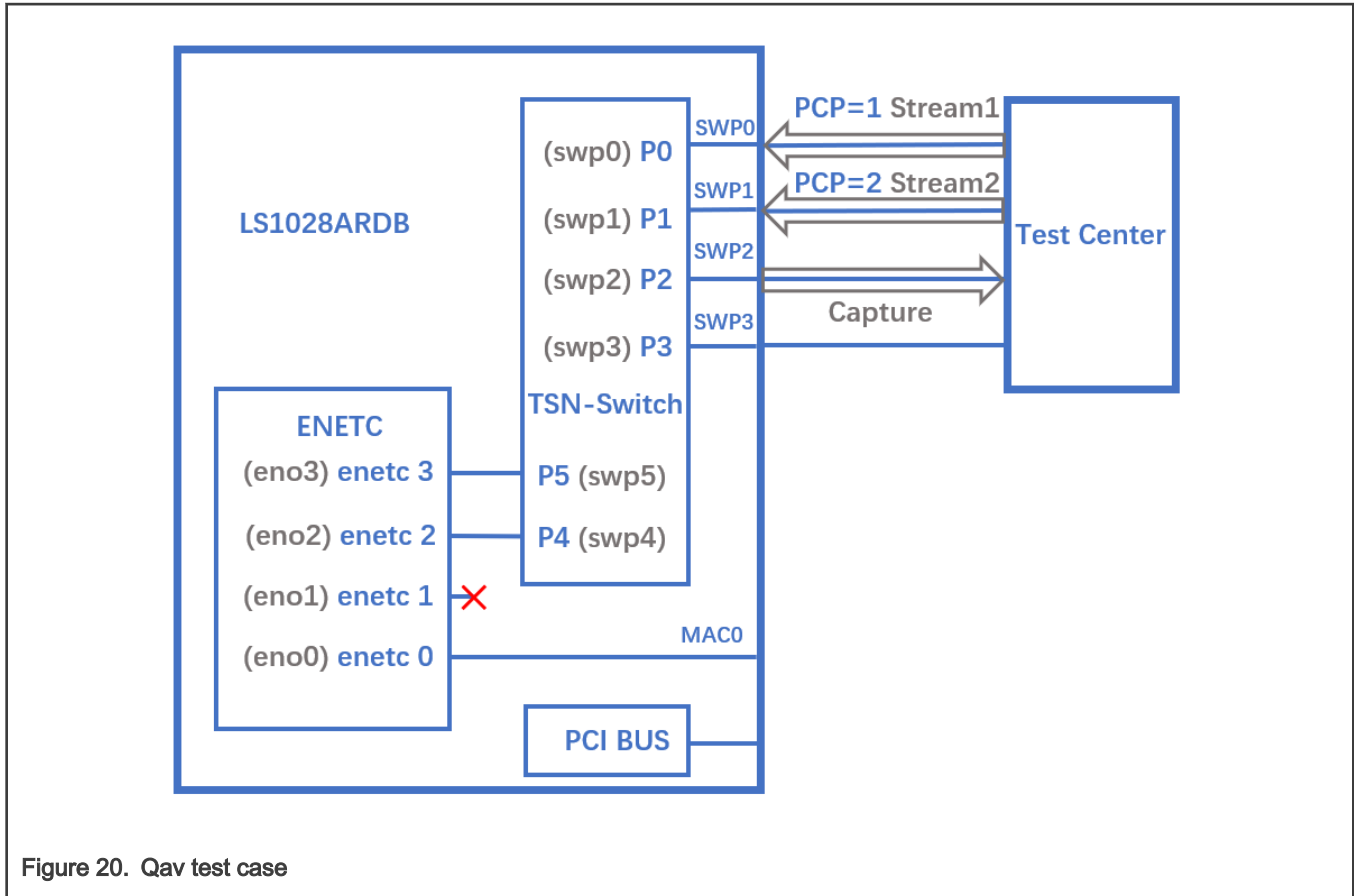 LS1028ARDB
(swp0) P0
(swp1) P1
(swp2) P2
(swp3) P3
TSN-Switch
P5 (swp5)
P4 (swp4)
SWP0
SWP1
SWP2
SWP3
PCP=1 Stream1
PCP=2 Stream2
Capture
Test Center
ENETC
(eno3) enetc 3
(eno2) enetc 2
(eno1) enetc 1
(eno0) enetc 0
MAC0
PCI BUS
Figure 20. Qav test case